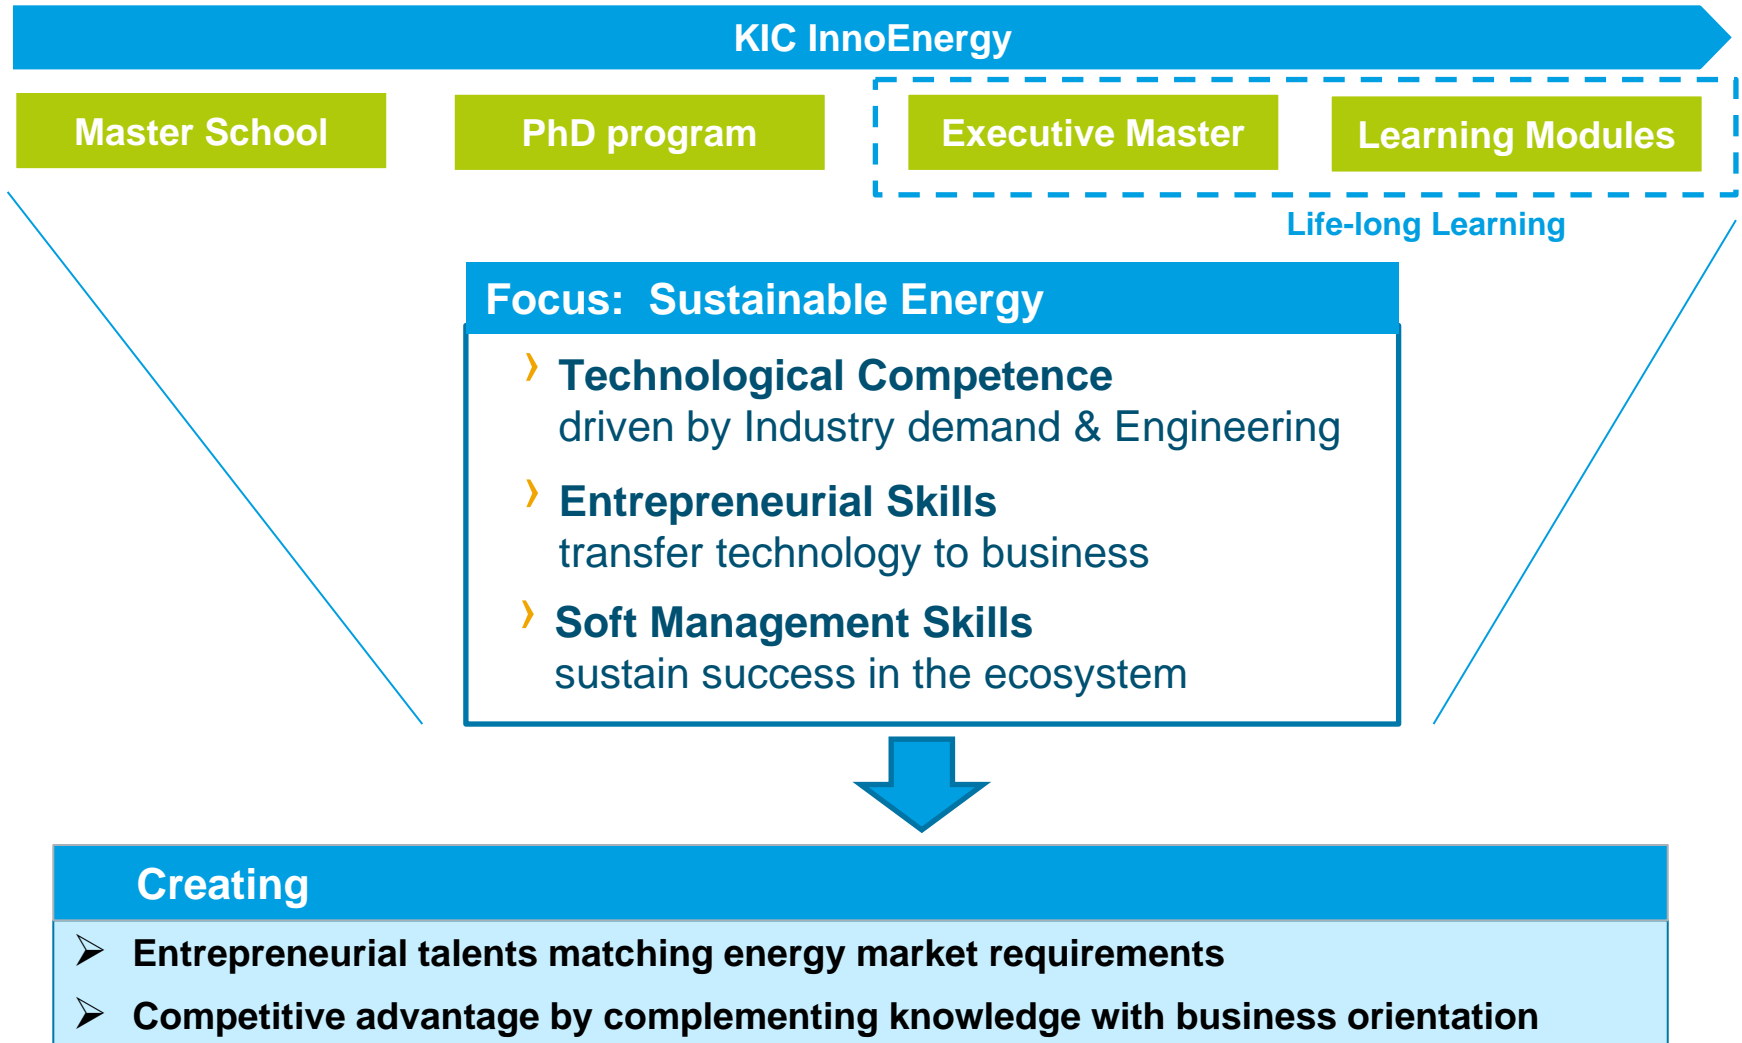 KIC InnoEnergy
Master School
PhD program
Executive Master
Learning Modules
Life-long Learning
Focus: Sustainable Energy
› Technological Competence
driven by Industry demand & Engineering
› Entrepreneurial Skills
transfer technology to business
› Soft Management Skills
sustain success in the ecosystem
Creating
➢ Entrepreneurial talents matching energy market requirements
➢ Competitive advantage by complementing knowledge with business orientation